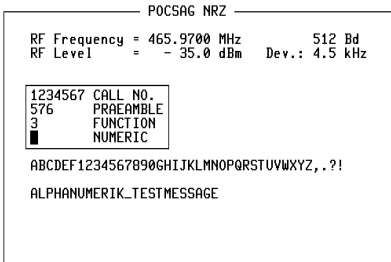 POCSAG NRZ
RF Frequency = 465.9700 MHz 512 Bd
RF Level = - 35.0 dBm Dev.: 4.5 kHz
1234567 CALL NO.
576 PRAEAMBLE
3 FUNCTION
NUMERIC
ABCDEF1234567890GHIJKLMNOPQRSTUVWXYZ,.?!
ALPHANUMERIK_TESTMESSAGE